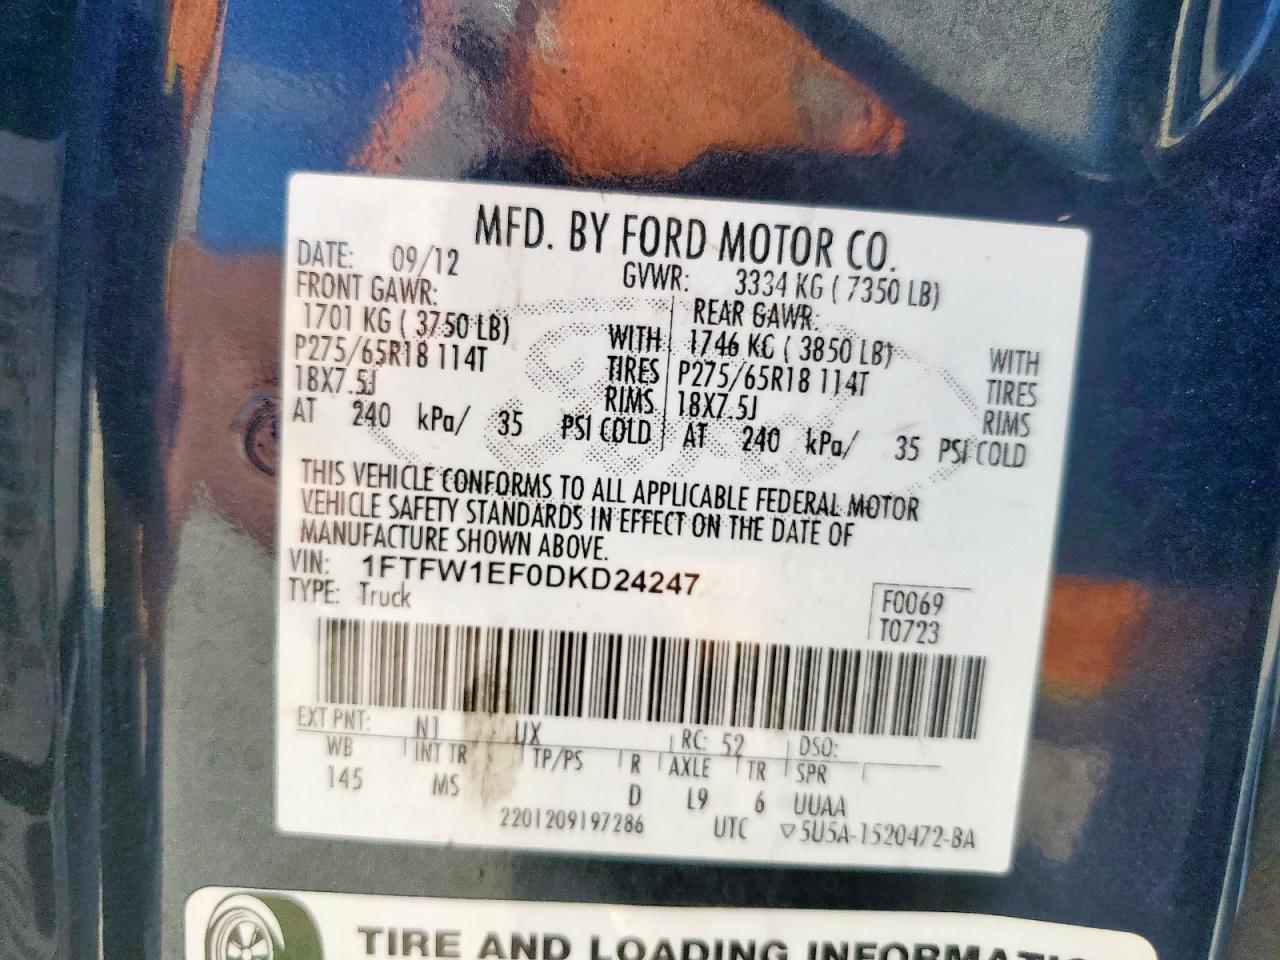 MFD. BY FORD MOTOR CO.
DATE: 09/12 GVWR: 3334 KG ( 7350 LB)
FRONT GAWR: REAR GAWR:
1701 KG ( 3750 LB) WITH 1746 KG ( 3850 LB) WITH
P275/65R18 114T TIRES P275/65R18 114T TIRES
18X7.5J RIMS 18X7.5J RIMS
AT 240 kPa/ 35 PSI COLD AT 240 kPa/ 35 PSI COLD
THIS VEHICLE CONFORMS TO ALL APPLICABLE FEDERAL MOTOR
VEHICLE SAFETY STANDARDS IN EFFECT ON THE DATE OF
MANUFACTURE SHOWN ABOVE.
VIN: 1FTFW1EF0DKD24247
TYPE: Truck
F0069
T0723
EXT PNT: N1 UX RC: 52 DSO:
WB INT TR TP/PS R AXLE TR SPR
145 MS D L9 6 UUAA
2201209197286 UTC ▽5U5A-1520472-BA
TIRE AND LOADING INFORMATIO